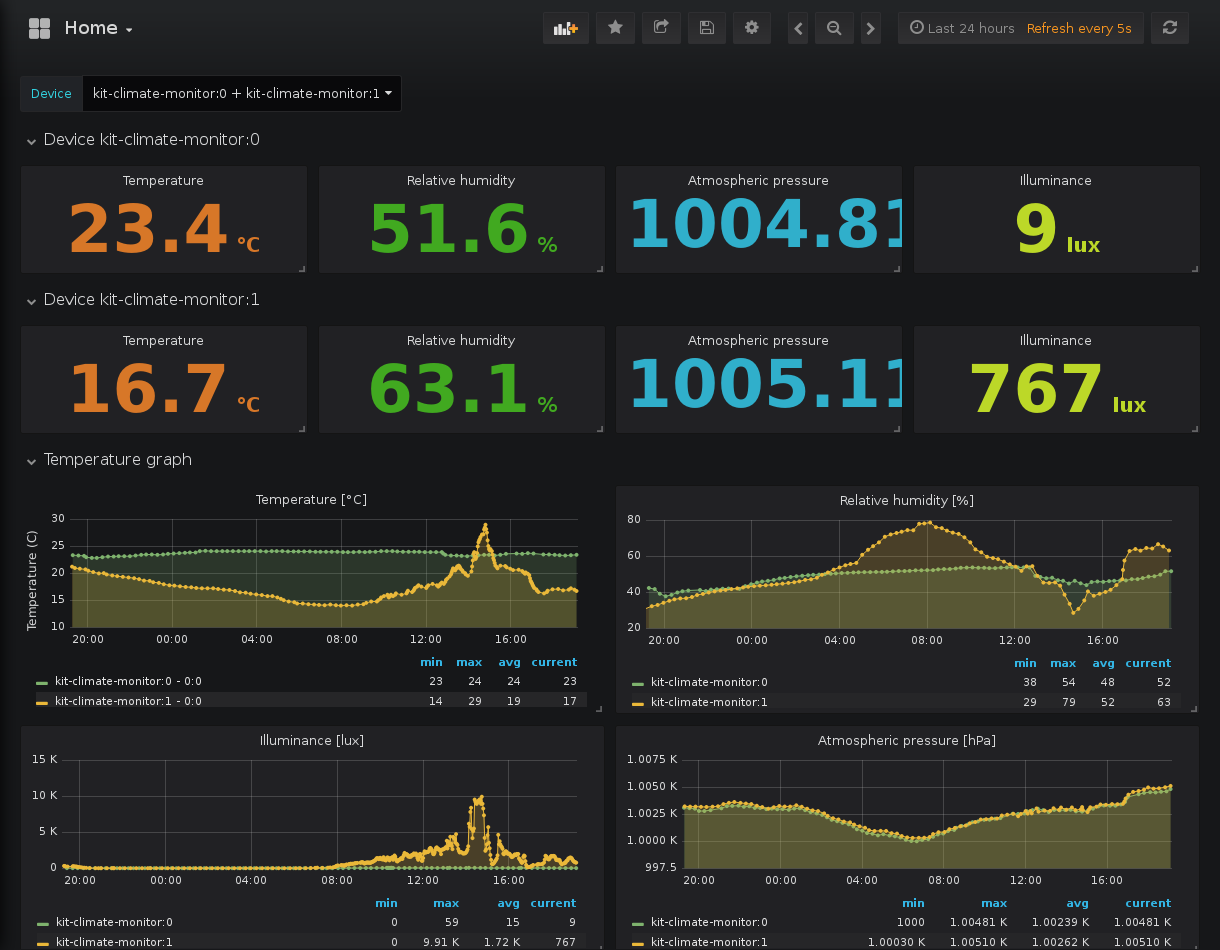 Home
Last 24 hours Refresh every 5s
Device kit-climate-monitor:0 + kit-climate-monitor:1
Device kit-climate-monitor:0
Temperature Relative humidity Atmospheric pressure Illuminance
23.4 °C 51.6 % 1004.81 9 lux
Device kit-climate-monitor:1
Temperature Relative humidity Atmospheric pressure Illuminance
16.7 °C 63.1 % 1005.11 767 lux
Temperature graph
Temperature [°C]
Temperature (C)
30
25
20
15
10
20:00 00:00 04:00 08:00 12:00 16:00
min max avg current
kit-climate-monitor:0 - 0:0 23 24 24 23
kit-climate-monitor:1 - 0:0 14 29 19 17
Relative humidity [%]
80
60
40
20
20:00 00:00 04:00 08:00 12:00 16:00
min max avg current
kit-climate-monitor:0 38 54 48 52
kit-climate-monitor:1 29 79 52 63
Illuminance [lux]
15 K
10 K
5 K
0
20:00 00:00 04:00 08:00 12:00 16:00
min max avg current
kit-climate-monitor:0 0 59 15 9
kit-climate-monitor:1 0 9.91 K 1.72 K 767
Atmospheric pressure [hPa]
1.0075 K
1.0050 K
1.0025 K
1.0000 K
997.5
20:00 00:00 04:00 08:00 12:00 16:00
min max avg current
kit-climate-monitor:0 1000 1.00481 K 1.00239 K 1.00481 K
kit-climate-monitor:1 1.00030 K 1.00510 K 1.00262 K 1.00510 K